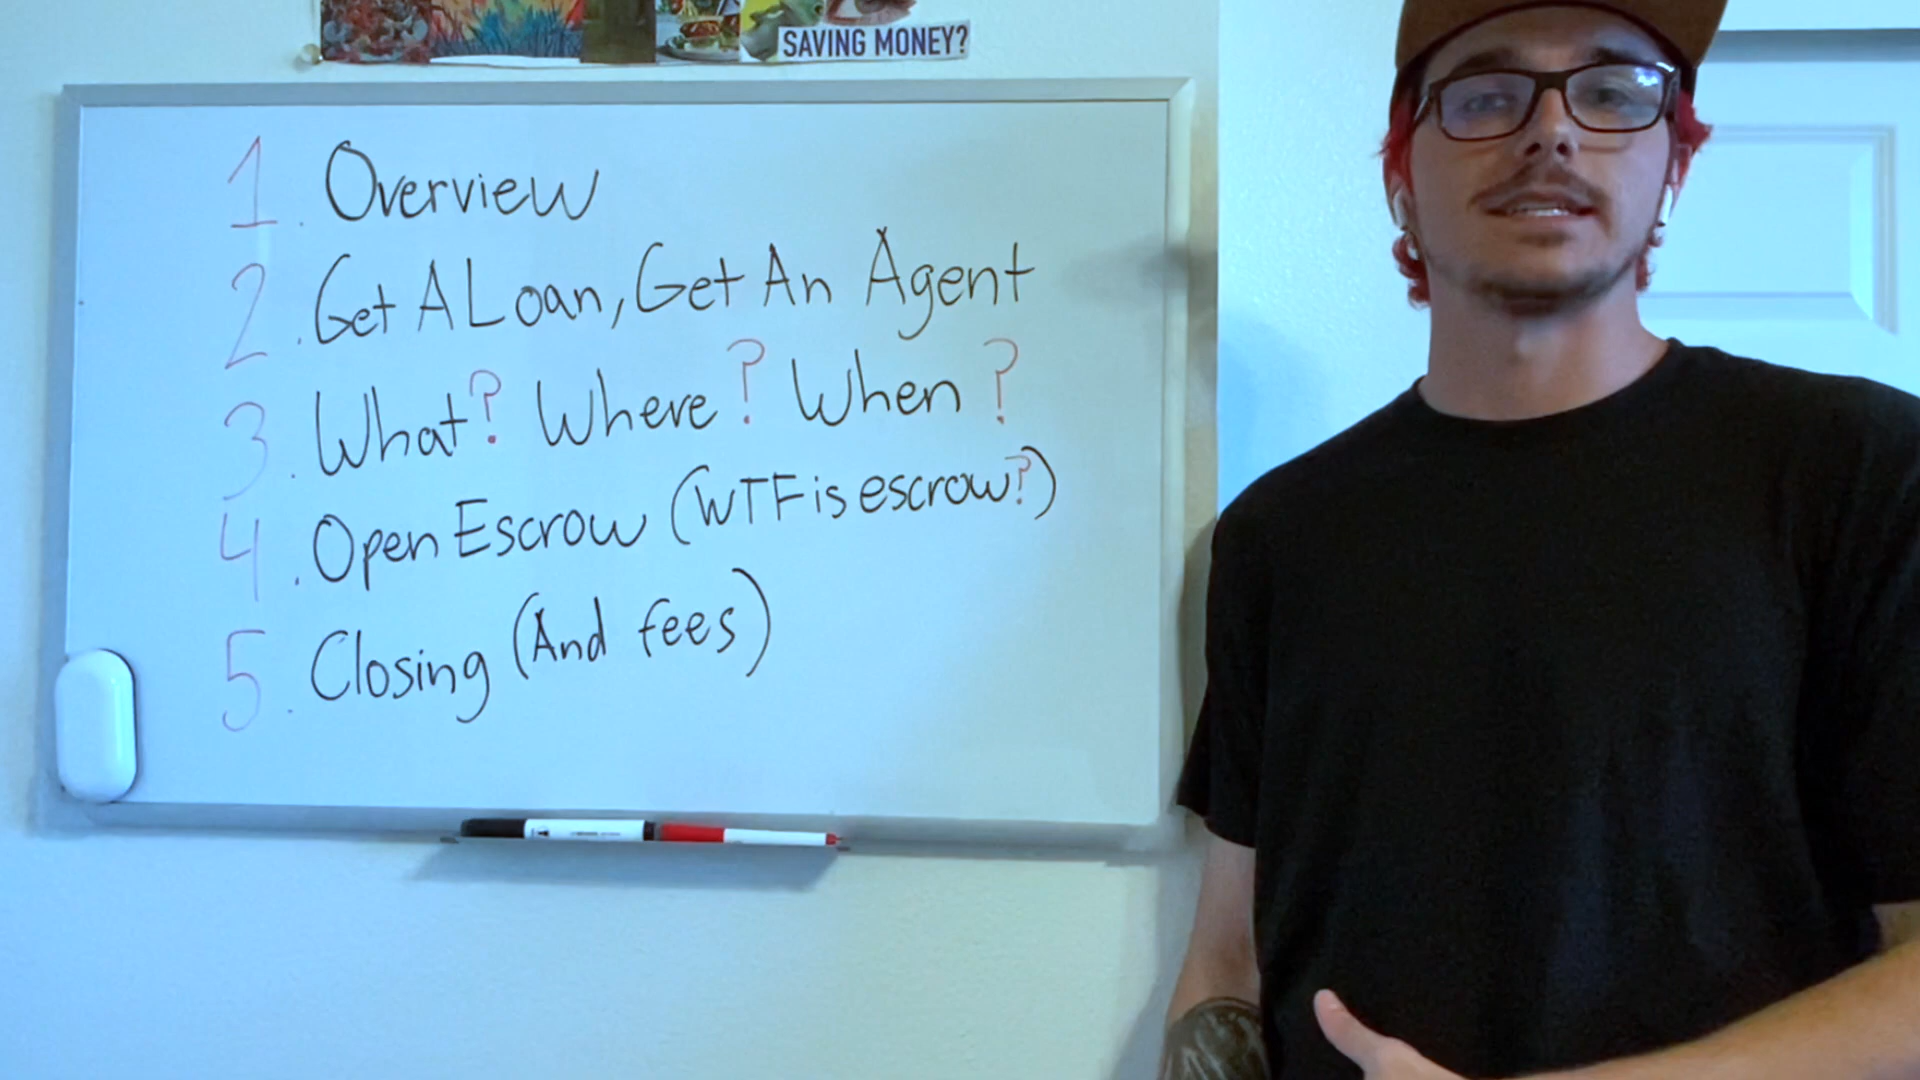 SAVING MONEY?
1. Overview
2. Get A Loan, Get An Agent
3. What? Where? When?
4. Open Escrow (WTF is escrow?)
5. Closing (And fees)